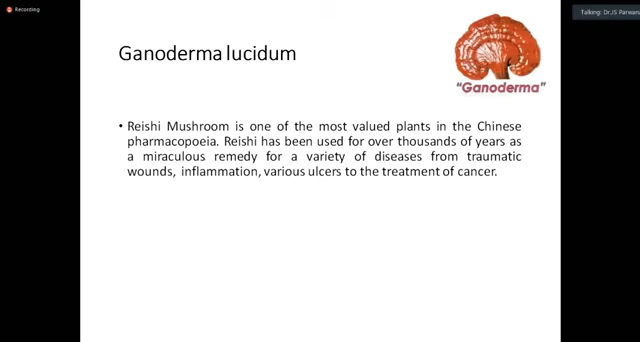 Recording
Talking: Dr.JS Parwana
Ganoderma lucidum
"Ganoderma"
• Reishi Mushroom is one of the most valued plants in the Chinese
pharmacopoeia. Reishi has been used for over thousands of years as
a miraculous remedy for a variety of diseases from traumatic
wounds, inflammation, various ulcers to the treatment of cancer.